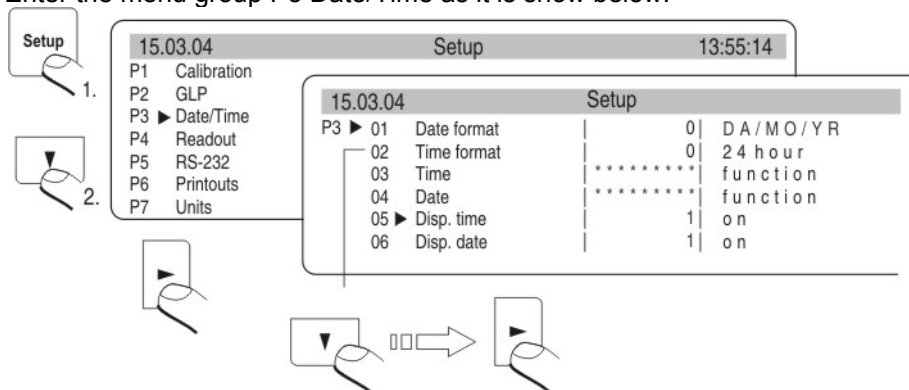 Enter the menu group P3 Date/Time as it is show below:
Setup
1.
2.
15.03.04 Setup 13:55:14
P1 Calibration
P2 GLP
P3 ► Date/Time
P4 Readout
P5 RS-232
P6 Printouts
P7 Units
15.03.04 Setup
P3 ► 01 Date format | 0| DA/MO/YR
02 Time format | 0| 24 hour
03 Time |*********| function
04 Date |*********| function
05 ► Disp. time | 1| on
06 Disp. date | 1| on